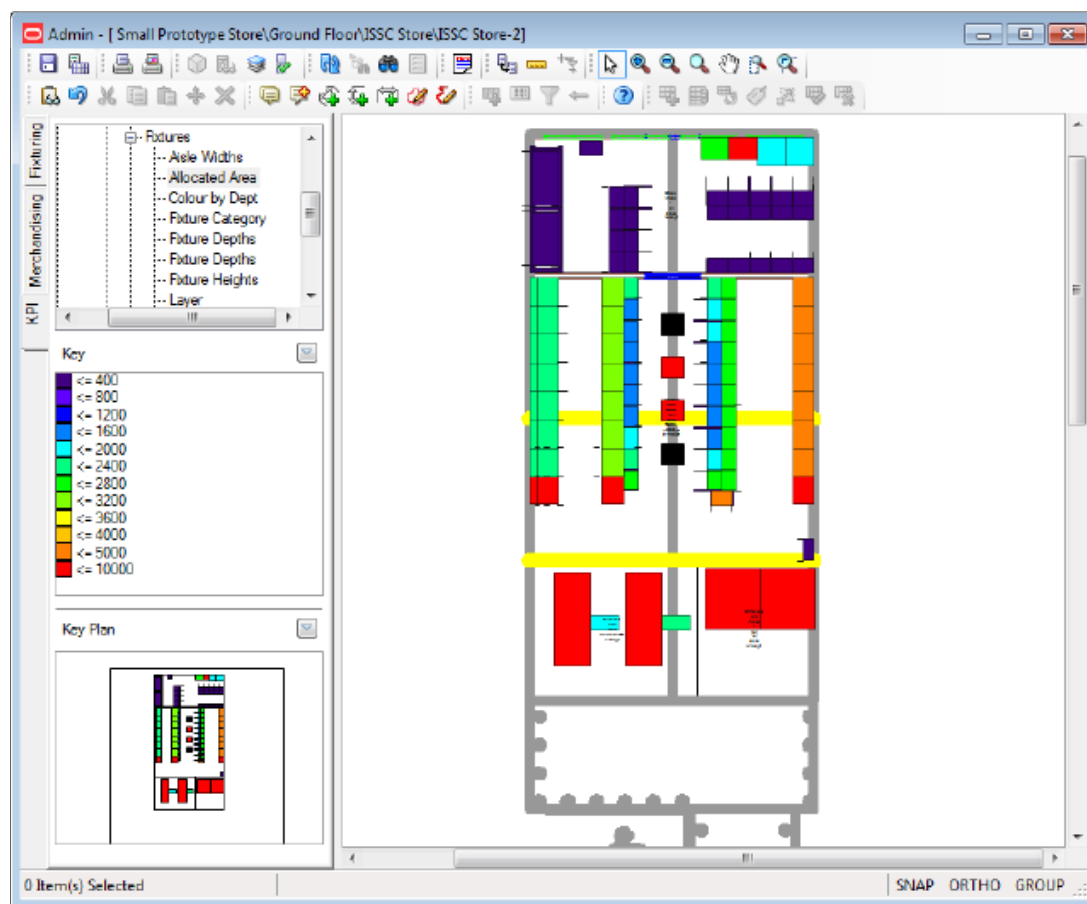 Admin - [ Small Prototype Store\Ground Floor\ISSC Store\ISSC Store-2]
Fixturing
Merchandising
KPI
Fixtures
Aisle Widths
Allocated Area
Colour by Dept
Fixture Category
Fixture Depths
Fixture Depths
Fixture Heights
Layer
Key
<= 400
<= 800
<= 1200
<= 1600
<= 2000
<= 2400
<= 2800
<= 3200
<= 3600
<= 4000
<= 5000
<= 10000
Key Plan
0 Item(s) Selected
SNAP ORTHO GROUP